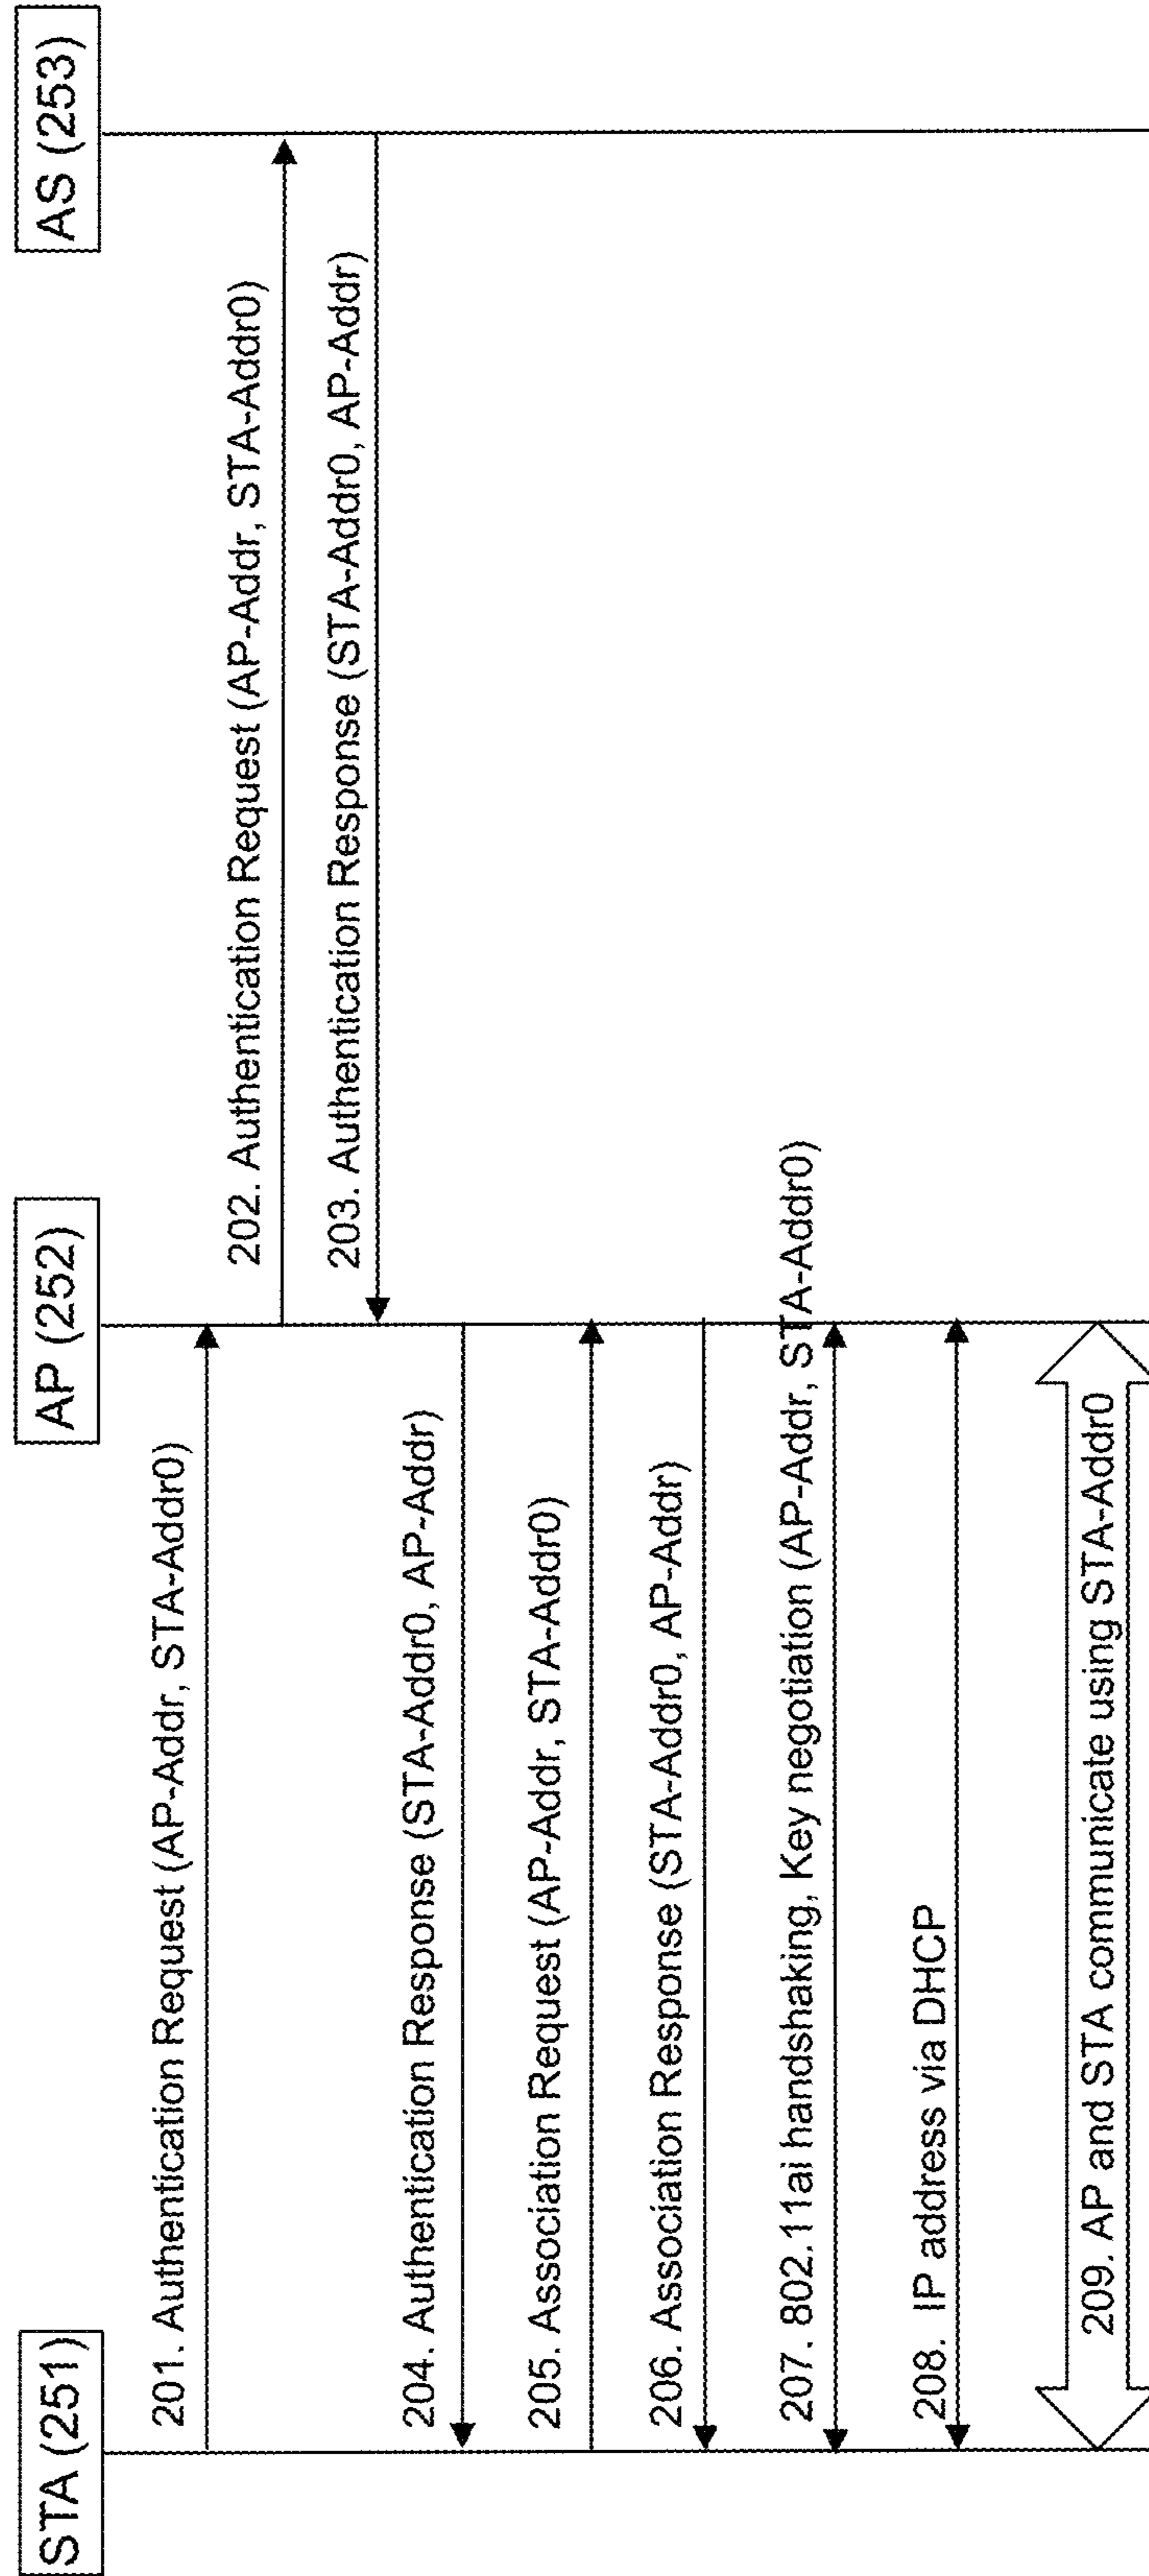 STA (251)
AP (252)
AS (253)
201. Authentication Request (AP-Addr, STA-Addr0)
202. Authentication Request (AP-Addr, STA-Addr0)
203. Authentication Response (STA-Addr0, AP-Addr)
204. Authentication Response (STA-Addr0, AP-Addr)
205. Association Request (AP-Addr, STA-Addr0)
206. Association Response (STA-Addr0, AP-Addr)
207. 802.11ai handshaking, Key negotiation (AP-Addr, STA-Addr0)
208. IP address via DHCP
209. AP and STA communicate using STA-Addr0